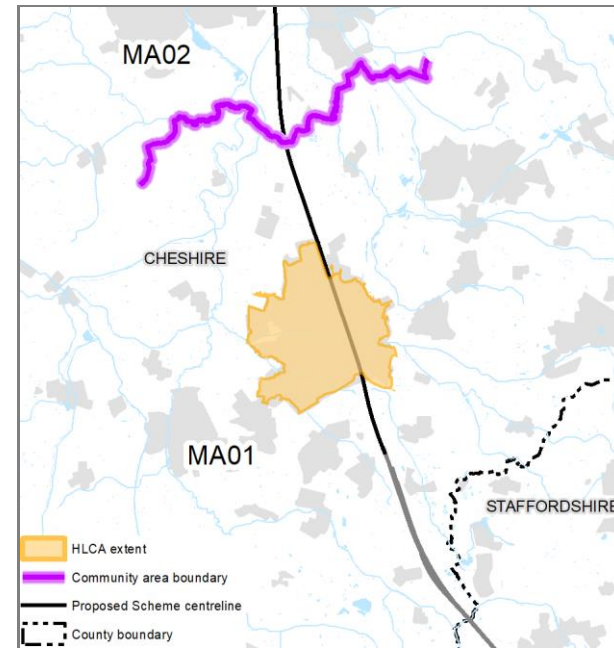 MA02
CHESHIRE
MA01
STAFFORDSHIRE
HLCA extent
Community area boundary
Proposed Scheme centreline
County boundary